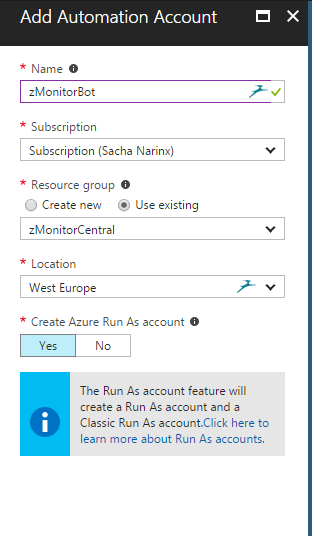 Add Automation Account
* Name
zMonitorBot
* Subscription
Subscription (Sacha Narinx)
* Resource group
Create new Use existing
zMonitorCentral
* Location
West Europe
* Create Azure Run As account
Yes No
The Run As account feature will
create a Run As account and a
Classic Run As account.Click here to
learn more about Run As accounts.